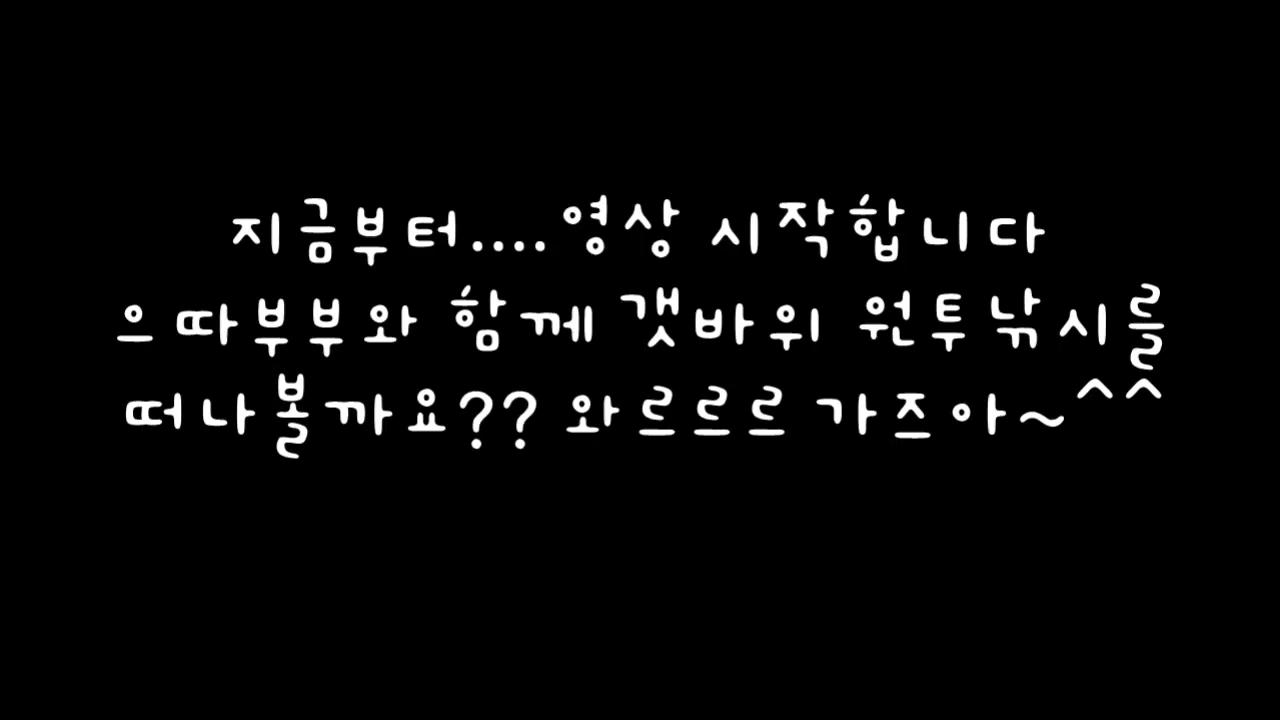 지금부터....영상 시작합니다
으따부부와 함께 갯바위 원투낚시를
떠나볼까요?? 와르르르 가즈아~^^